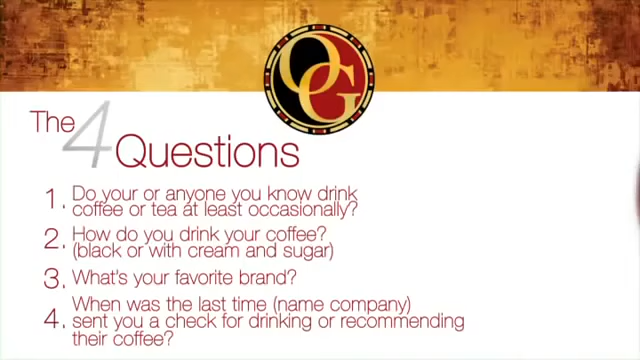 OG
The 4 Questions
1. Do your or anyone you know drink
coffee or tea at least occasionally?
2. How do you drink your coffee?
(black or with cream and sugar)
3. What's your favorite brand?
4. When was the last time (name company)
sent you a check for drinking or recommending
their coffee?